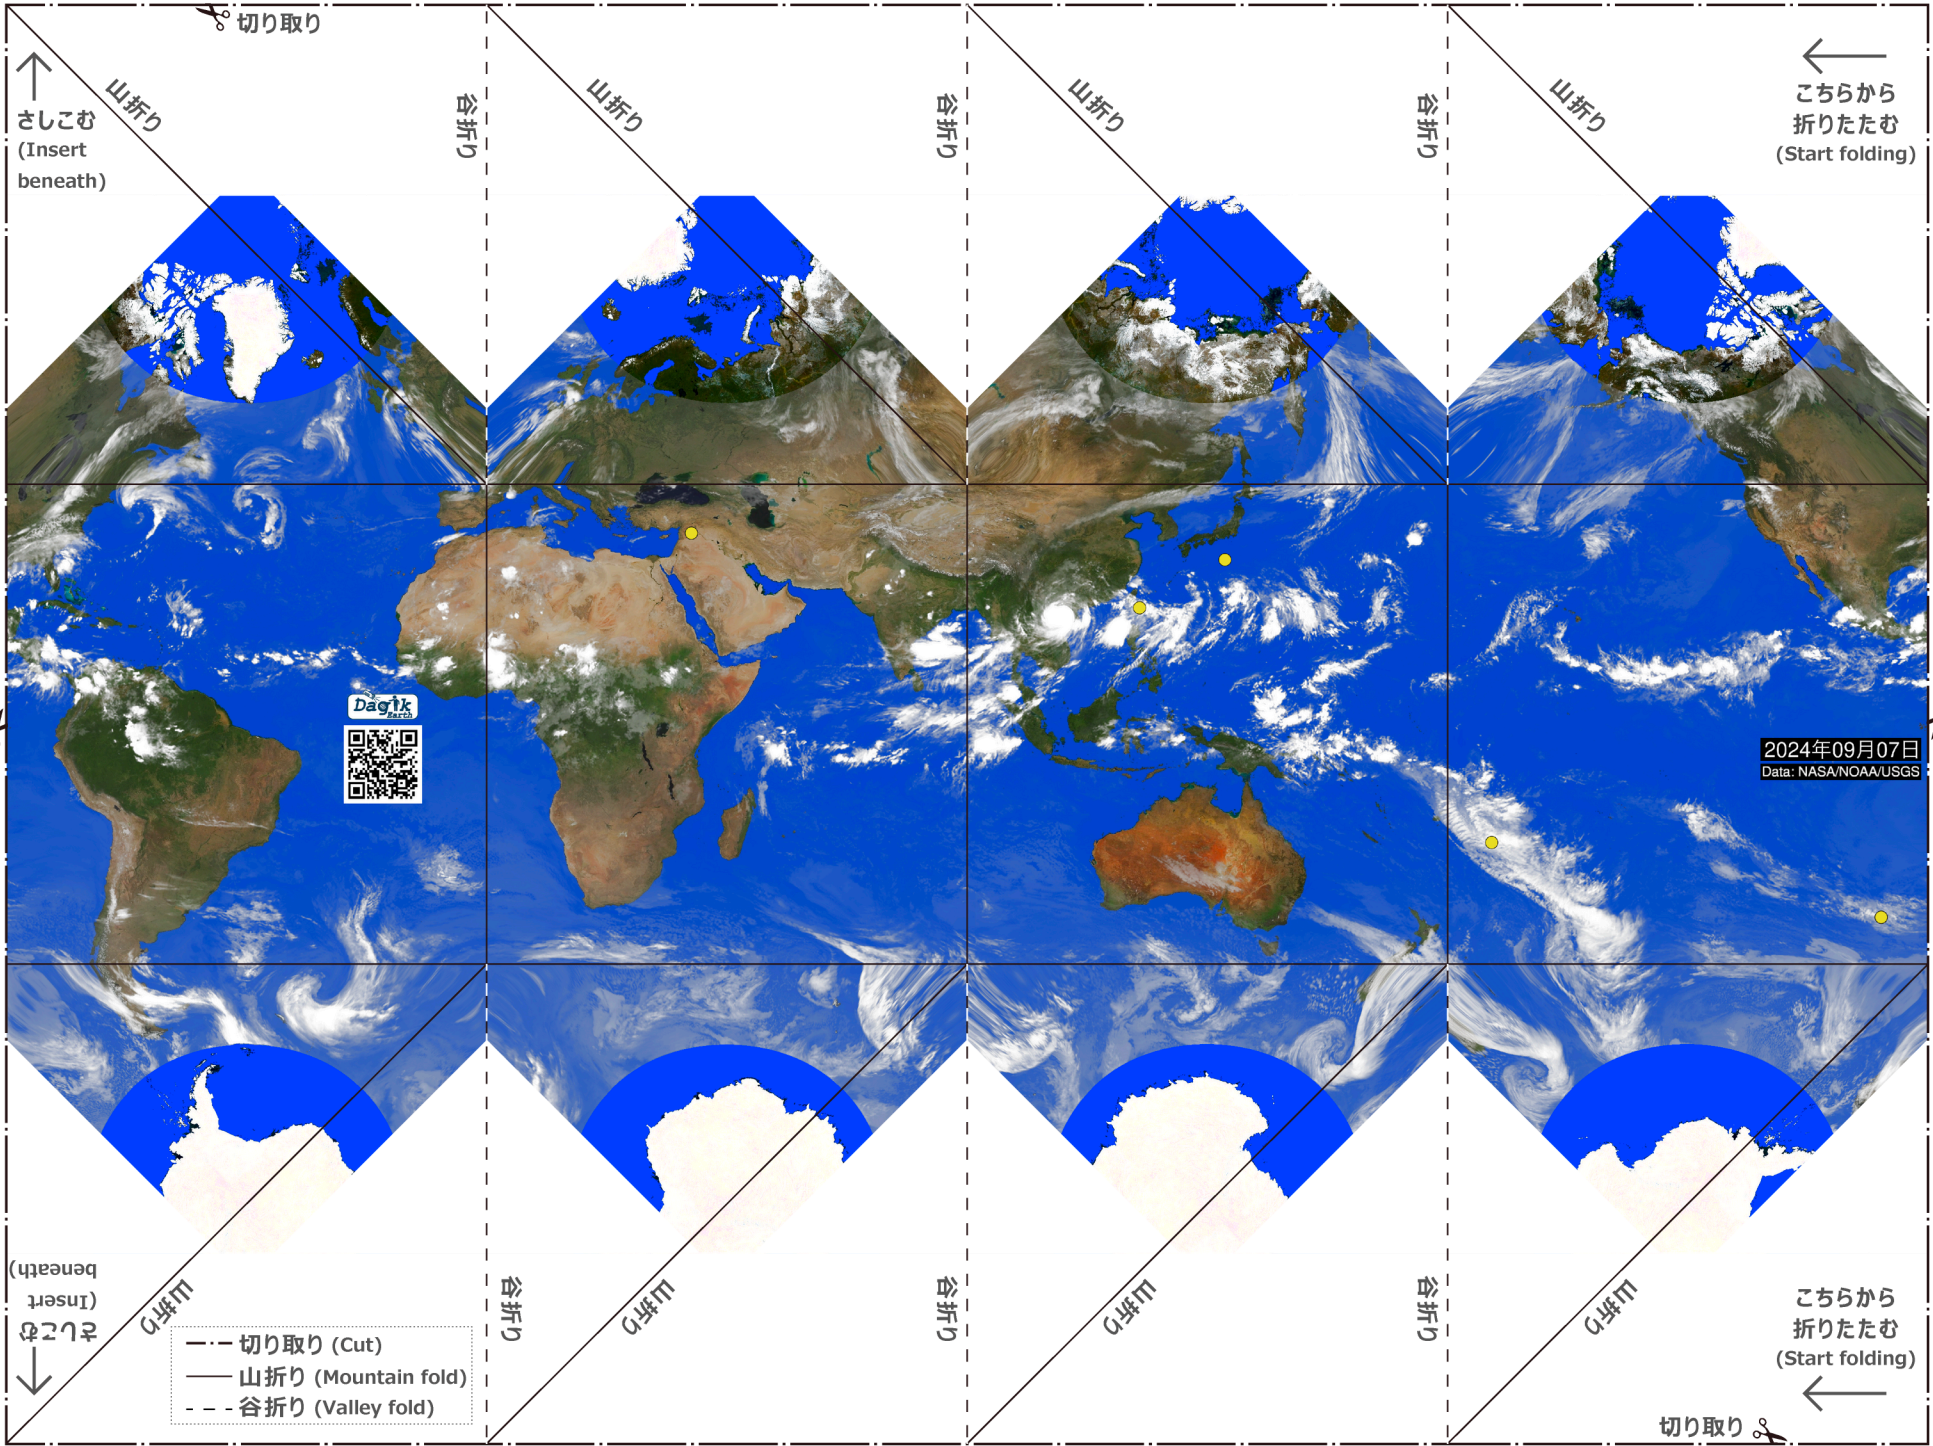 切り取り
山折り
谷折り
山折り
谷折り
山折り
谷折り
山折り
さしこむ
(Insert
beneath)
こちらから
折りたたむ
(Start folding)
Dagik
Earth
2024年09月07日
Data: NASA/NOAA/USGS
さしこむ
(Insert
beneath)
山折り
谷折り
山折り
谷折り
山折り
谷折り
山折り
こちらから
折りたたむ
(Start folding)
切り取り (Cut)
山折り (Mountain fold)
谷折り (Valley fold)
切り取り